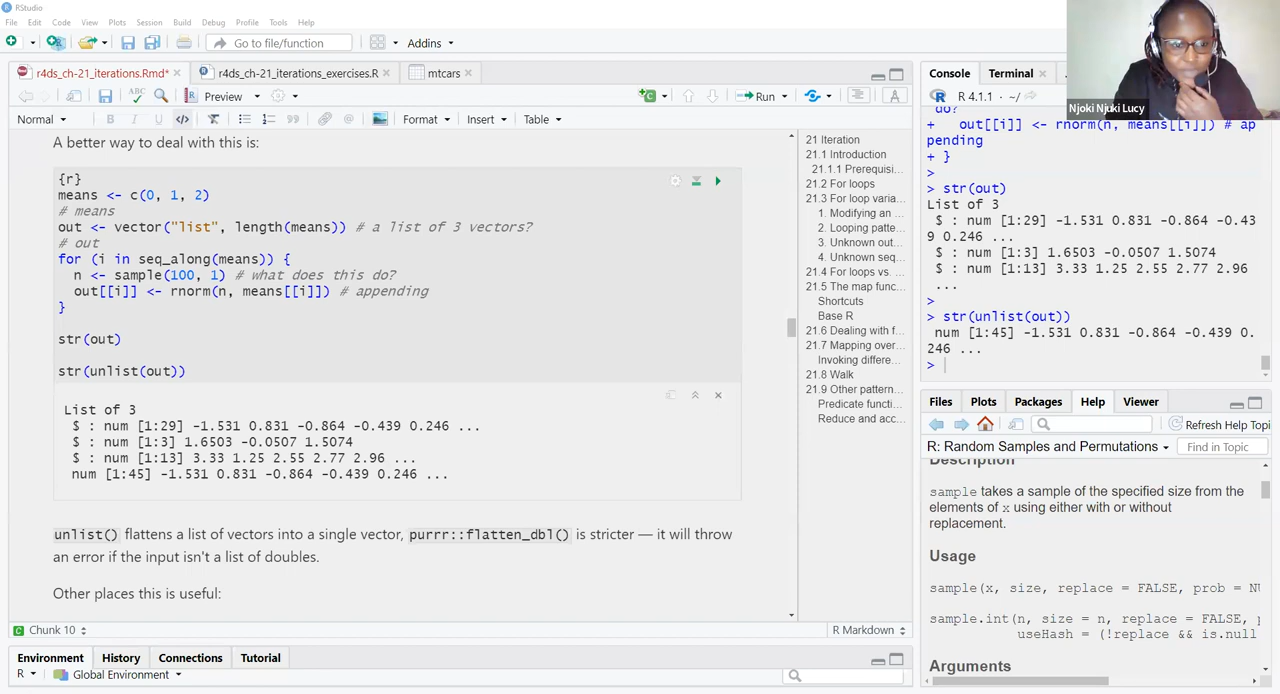 RStudio
File Edit Code View Plots Session Build Debug Profile Tools Help
Go to file/function
Addins
r4ds_ch-21_iterations.Rmd*
r4ds_ch-21_iterations_exercises.R
mtcars
ABC
Preview
Run
Normal
B I U
Format
Insert
Table
A better way to deal with this is:
{r}
means <- c(0, 1, 2)
# means
out <- vector("list", length(means)) # a list of 3 vectors?
# out
for (i in seq_along(means)) {
n <- sample(100, 1) # what does this do?
out[[i]] <- rnorm(n, means[[i]]) # appending
}
str(out)
str(unlist(out))
List of 3
$ : num [1:29] -1.531 0.831 -0.864 -0.439 0.246 ...
$ : num [1:3] 1.6503 -0.0507 1.5074
$ : num [1:13] 3.33 1.25 2.55 2.77 2.96 ...
num [1:45] -1.531 0.831 -0.864 -0.439 0.246 ...
unlist() flattens a list of vectors into a single vector, purrr::flatten_dbl() is stricter — it will throw
an error if the input isn't a list of doubles.
Other places this is useful:
Chunk 10
R Markdown
21 Iteration
21.1 Introduction
21.1.1 Prerequisi...
21.2 For loops
21.3 For loop varia...
1. Modifying an ...
2. Looping patte...
3. Unknown out...
4. Unknown seq...
21.4 For loops vs. ...
21.5 The map func...
Shortcuts
Base R
21.6 Dealing with f...
21.7 Mapping over...
Invoking differe...
21.8 Walk
21.9 Other pattern...
Predicate functi...
Reduce and acc...
Environment History Connections Tutorial
R
Global Environment
Console Terminal
R 4.1.1 · ~/
Njoki Njuki Lucy
do?
+ out[[i]] <- rnorm(n, means[[i]]) # ap
pending
+ }
>
> str(out)
List of 3
$ : num [1:29] -1.531 0.831 -0.864 -0.43
9 0.246 ...
$ : num [1:3] 1.6503 -0.0507 1.5074
$ : num [1:13] 3.33 1.25 2.55 2.77 2.96
...
>
> str(unlist(out))
num [1:45] -1.531 0.831 -0.864 -0.439 0.
246 ...
>
Files Plots Packages Help Viewer
Refresh Help Topi
R: Random Samples and Permutations
Find in Topic
Description
sample takes a sample of the specified size from the
elements of x using either with or without
replacement.
Usage
sample(x, size, replace = FALSE, prob = NU
sample.int(n, size = n, replace = FALSE, p
useHash = (!replace && is.null
Arguments